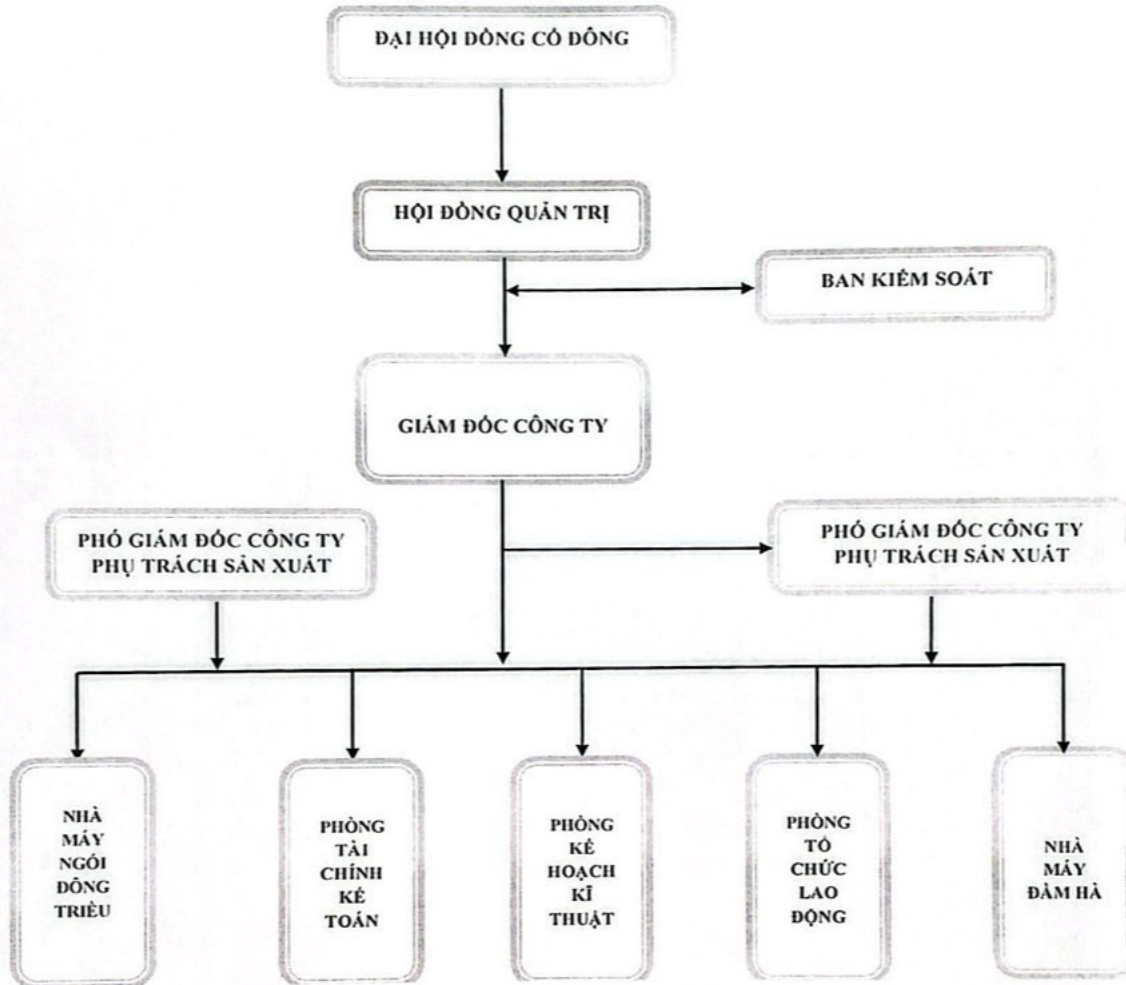 ĐẠI HỘI ĐỒNG CỔ ĐÔNG
HỘI ĐỒNG QUẢN TRỊ
BAN KIỂM SOÁT
GIÁM ĐỐC CÔNG TY
PHÓ GIÁM ĐỐC CÔNG TY
PHỤ TRÁCH SẢN XUẤT
PHÓ GIÁM ĐỐC CÔNG TY
PHỤ TRÁCH SẢN XUẤT
NHÀ
MÁY
NGÓI
ĐÔNG
TRIỀU
PHÒNG
TÀI
CHÍNH
KẾ
TOÁN
PHÒNG
KẾ
HOẠCH
KĨ
THUẬT
PHÒNG
TỔ
CHỨC
LAO
ĐỘNG
NHÀ
MÁY
ĐẦM HÀ